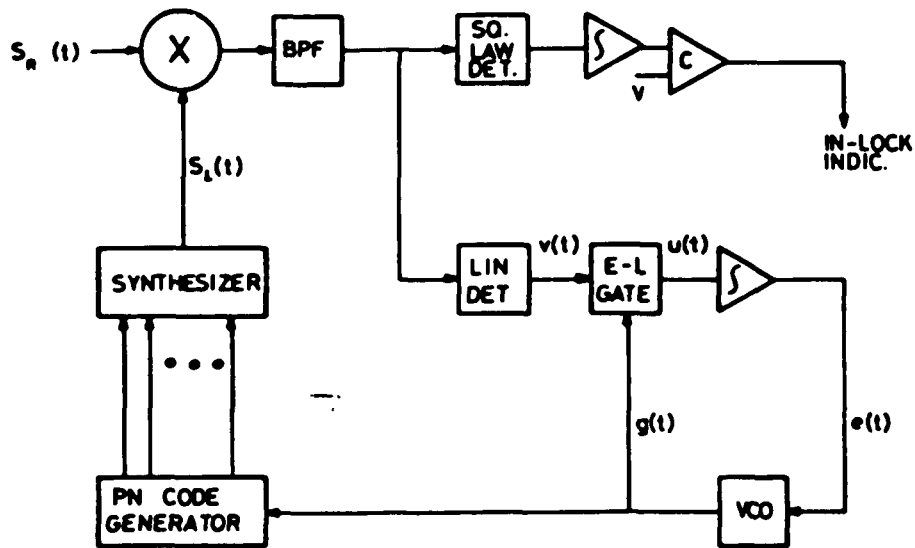 S_R (t)
X
BPF
SQ.
LAW
DET.
∫
C
V
IN-LOCK
INDIC.
S_L(t)
SYNTHESIZER
LIN
DET
v(t)
E-L
GATE
u(t)
∫
g(t)
e(t)
PN CODE
GENERATOR
VCO